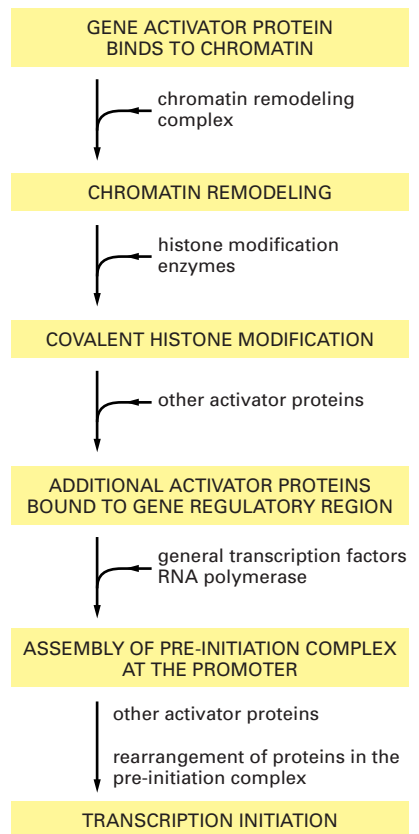 GENE ACTIVATOR PROTEIN
BINDS TO CHROMATIN
chromatin remodeling
complex
CHROMATIN REMODELING
histone modification
enzymes
COVALENT HISTONE MODIFICATION
other activator proteins
ADDITIONAL ACTIVATOR PROTEINS
BOUND TO GENE REGULATORY REGION
general transcription factors
RNA polymerase
ASSEMBLY OF PRE-INITIATION COMPLEX
AT THE PROMOTER
other activator proteins
rearrangement of proteins in the
pre-initiation complex
TRANSCRIPTION INITIATION